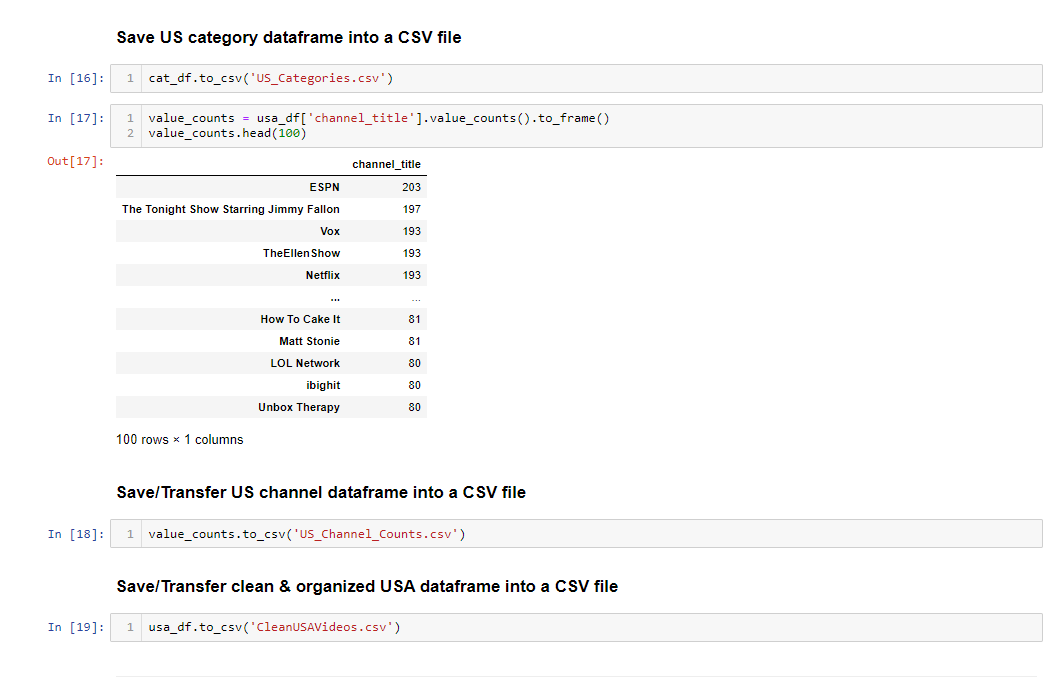 Save US category dataframe into a CSV file
In [16]: 1 cat_df.to_csv('US_Categories.csv')
In [17]: 1 value_counts = usa_df['channel_title'].value_counts().to_frame()
2 value_counts.head(100)
Out[17]:
channel_title
ESPN 203
The Tonight Show Starring Jimmy Fallon 197
Vox 193
TheEllenShow 193
Netflix 193
... ...
How To Cake It 81
Matt Stonie 81
LOL Network 80
ibighit 80
Unbox Therapy 80
100 rows × 1 columns
Save/Transfer US channel dataframe into a CSV file
In [18]: 1 value_counts.to_csv('US_Channel_Counts.csv')
Save/Transfer clean & organized USA dataframe into a CSV file
In [19]: 1 usa_df.to_csv('CleanUSAVideos.csv')